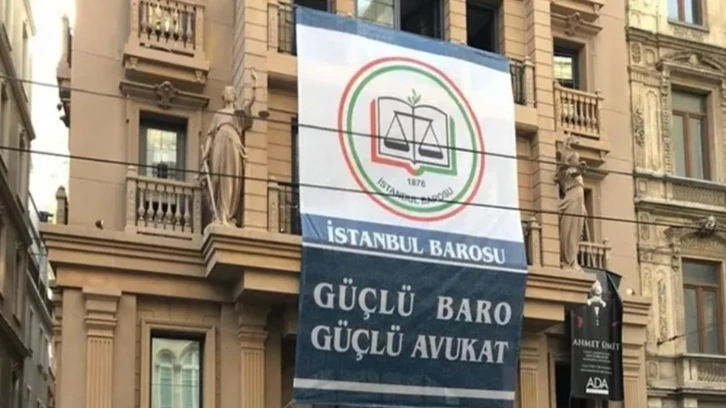 İSTANBUL BAROSU
1878
İSTANBUL BAROSU
GÜÇLÜ BARO
GÜÇLÜ AVUKAT
AHMET ÜMİT
ADA